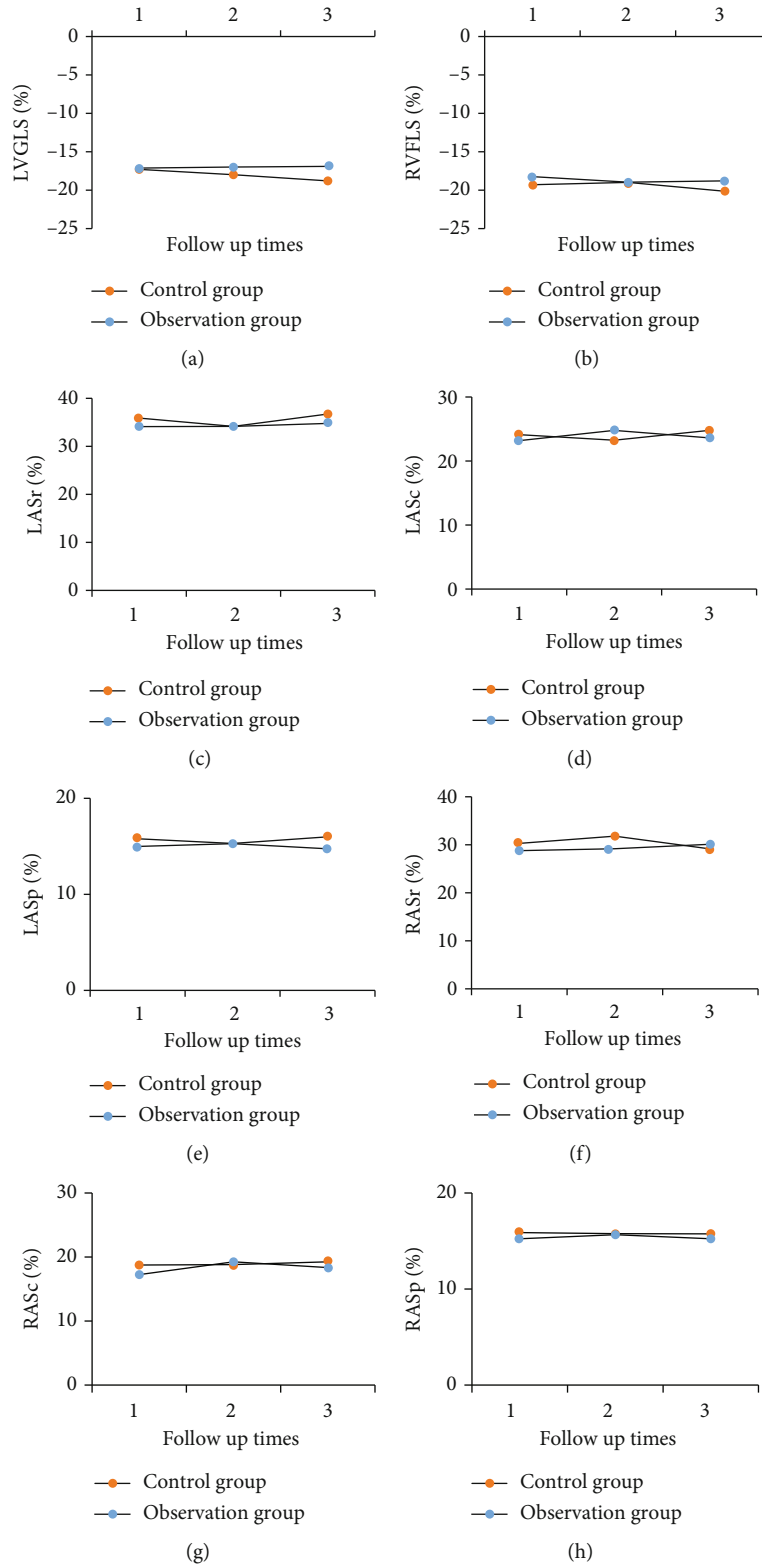 1 2 3
0
−5
−10
−15
−20
−25
LVGLS (%)
Follow up times
Control group
Observation group
(a)
1 2 3
0
−5
−10
−15
−20
−25
RVFLS (%)
Follow up times
Control group
Observation group
(b)
40
30
20
10
0
LASr (%)
1 2 3
Follow up times
Control group
Observation group
(c)
30
20
10
0
LASc (%)
1 2 3
Follow up times
Control group
Observation group
(d)
20
10
0
LASp (%)
1 2 3
Follow up times
Control group
Observation group
(e)
40
30
20
10
0
RASr (%)
1 2 3
Follow up times
Control group
Observation group
(f)
30
20
10
0
RASc (%)
1 2 3
Follow up times
Control group
Observation group
(g)
20
10
0
RASp (%)
1 2 3
Follow up times
Control group
Observation group
(h)